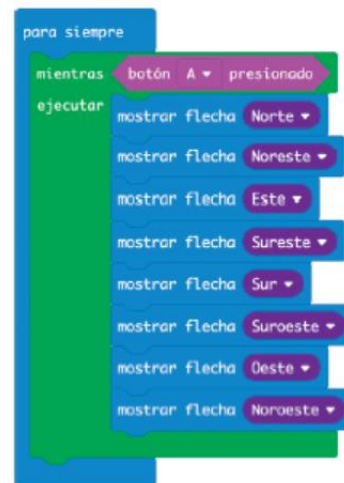 para siempre
mientras botón A presionado
ejecutar
mostrar flecha Norte
mostrar flecha Noreste
mostrar flecha Este
mostrar flecha Sureste
mostrar flecha Sur
mostrar flecha Suroeste
mostrar flecha Oeste
mostrar flecha Noroeste